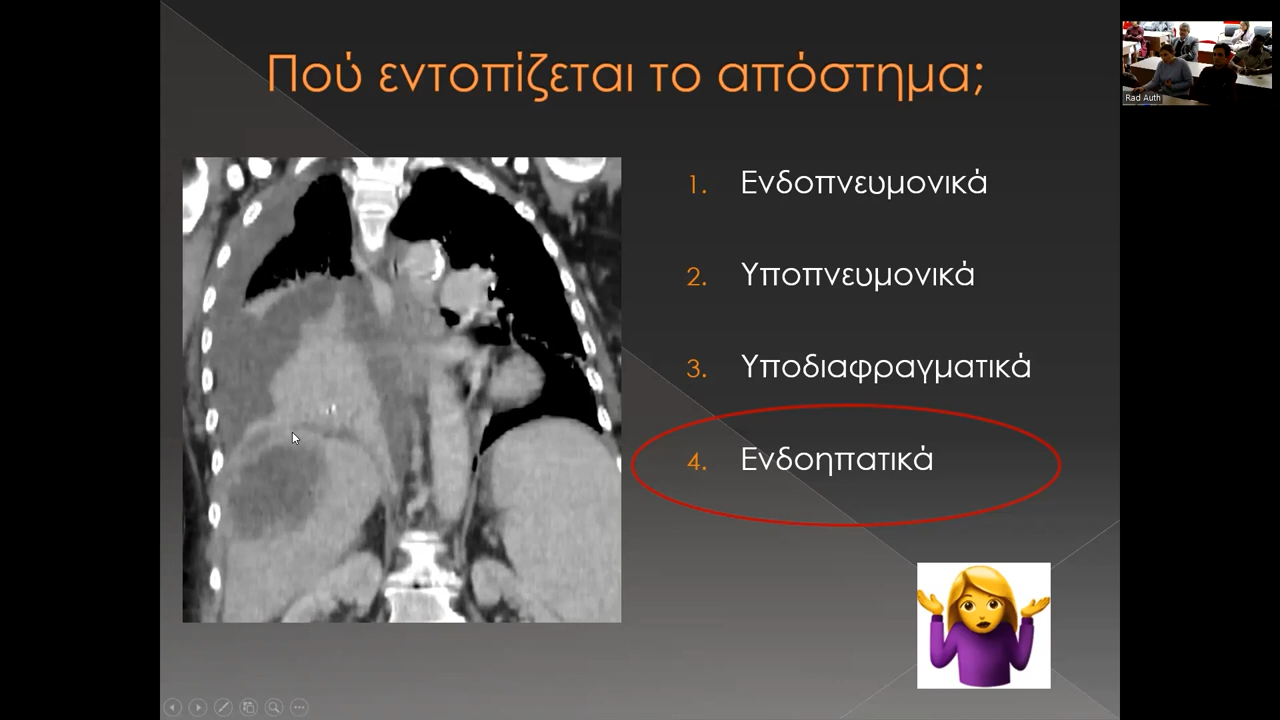 Πού εντοπίζεται το απόστημα;
1. Ενδοπνευμονικά
2. Υποπνευμονικά
3. Υποδιαφραγματικά
4. Ενδοηπατικά
Rad Auth